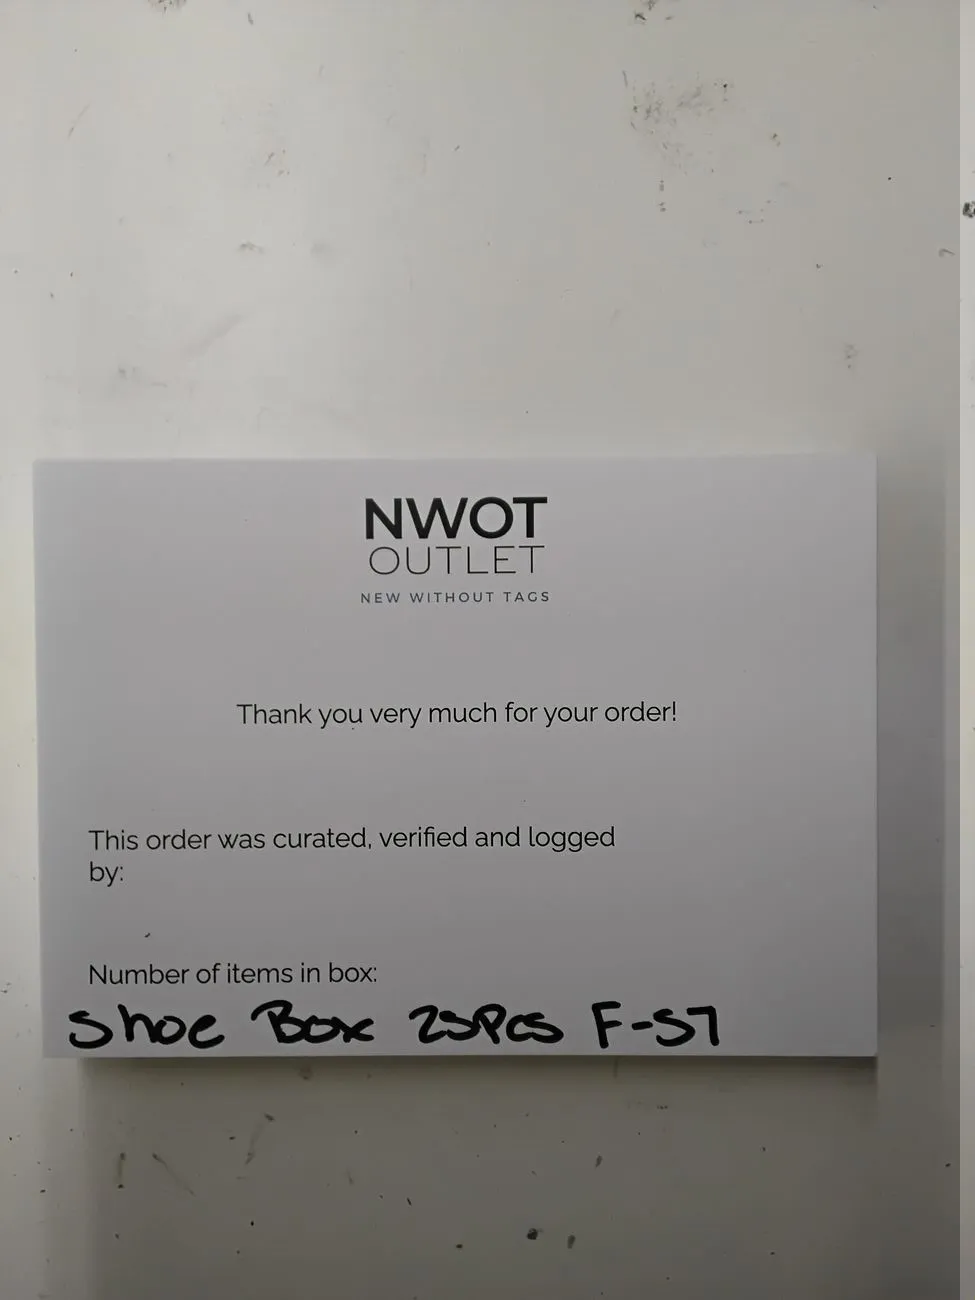 NWOT
OUTLET
NEW WITHOUT TAGS
Thank you very much for your order!
This order was curated, verified and logged
by:
Number of items in box:
Shoe Box 25Pcs F-57